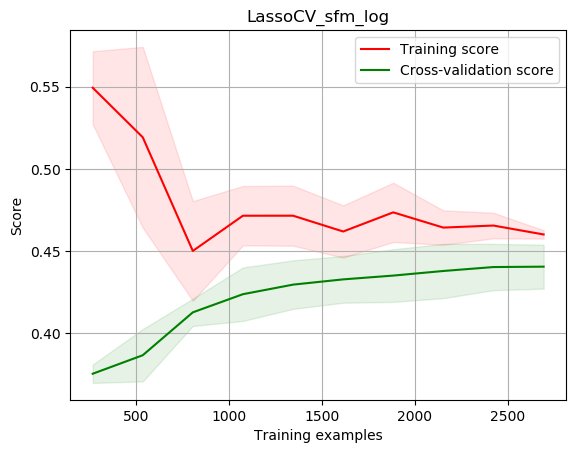 LassoCV_sfm_log
Training score
Cross-validation score
0.55
0.50
0.45
0.40
Score
500
1000
1500
2000
2500
Training examples